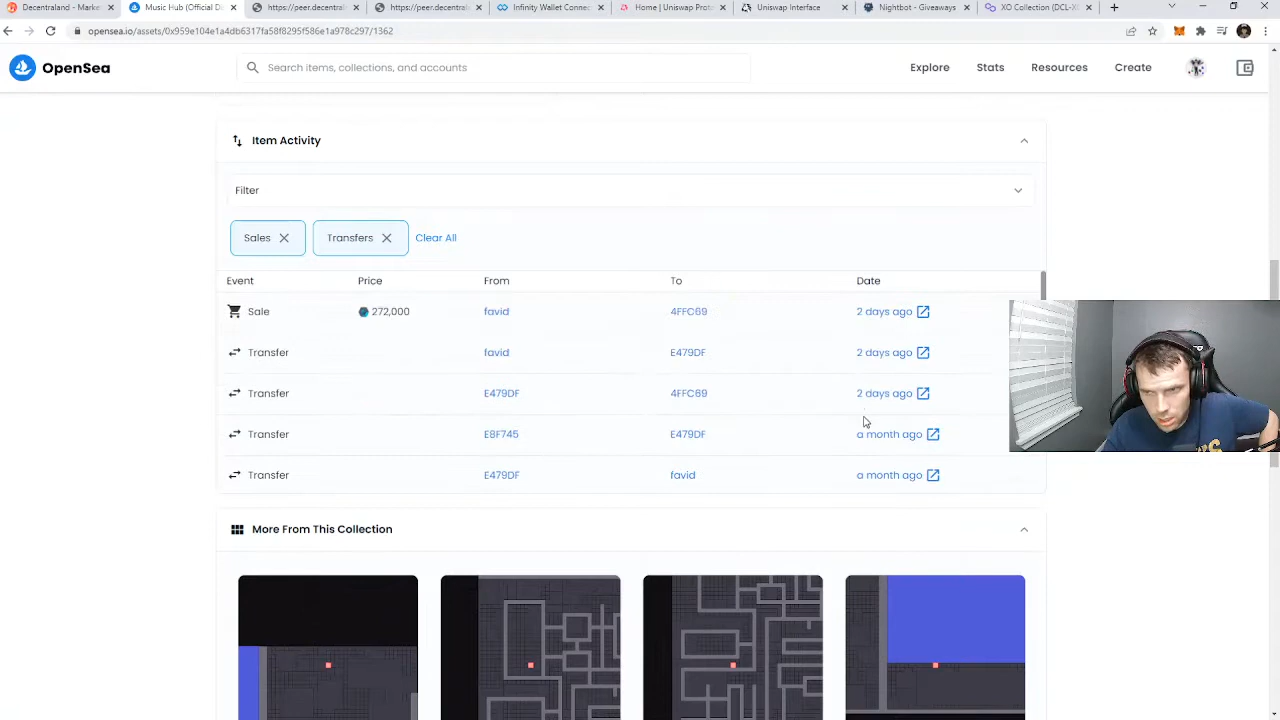 Decentraland - Market
Music Hub (Official De
https://peer.decentral
https://peer.decentral
Infinity Wallet Connec
Home | Uniswap Proto
Uniswap Interface
Nightbot - Giveaways
XO Collection (DCL-X
opensea.io/assets/0x959e104e1a4db6317fa58f8295f586e1a978c297/1362
OpenSea
Search items, collections, and accounts
Explore Stats Resources Create
Item Activity
Filter
Sales Transfers Clear All
Event Price From To Date
Sale 272,000 favid 4FFC69 2 days ago
Transfer favid E479DF 2 days ago
Transfer E479DF 4FFC69 2 days ago
Transfer E8F745 E479DF a month ago
Transfer E479DF favid a month ago
More From This Collection